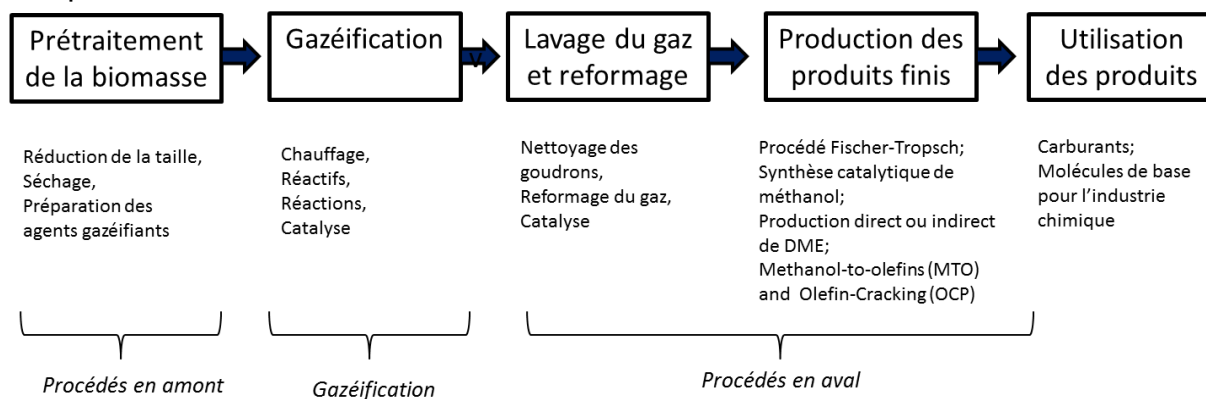 Prétraitement
de la biomasse
Gazéification
v
Lavage du gaz
et reformage
Production des
produits finis
Utilisation
des produits
Réduction de la taille,
Séchage,
Préparation des
agents gazéifiants
Chauffage,
Réactifs,
Réactions,
Catalyse
Nettoyage des
goudrons,
Reformage du gaz,
Catalyse
Procédé Fischer-Tropsch;
Synthèse catalytique de
méthanol;
Production direct ou indirect
de DME;
Methanol-to-olefins (MTO)
and Olefin-Cracking (OCP)
Carburants;
Molécules de base
pour l'industrie
chimique
Procédés en amont
Gazéification
Procédés en aval